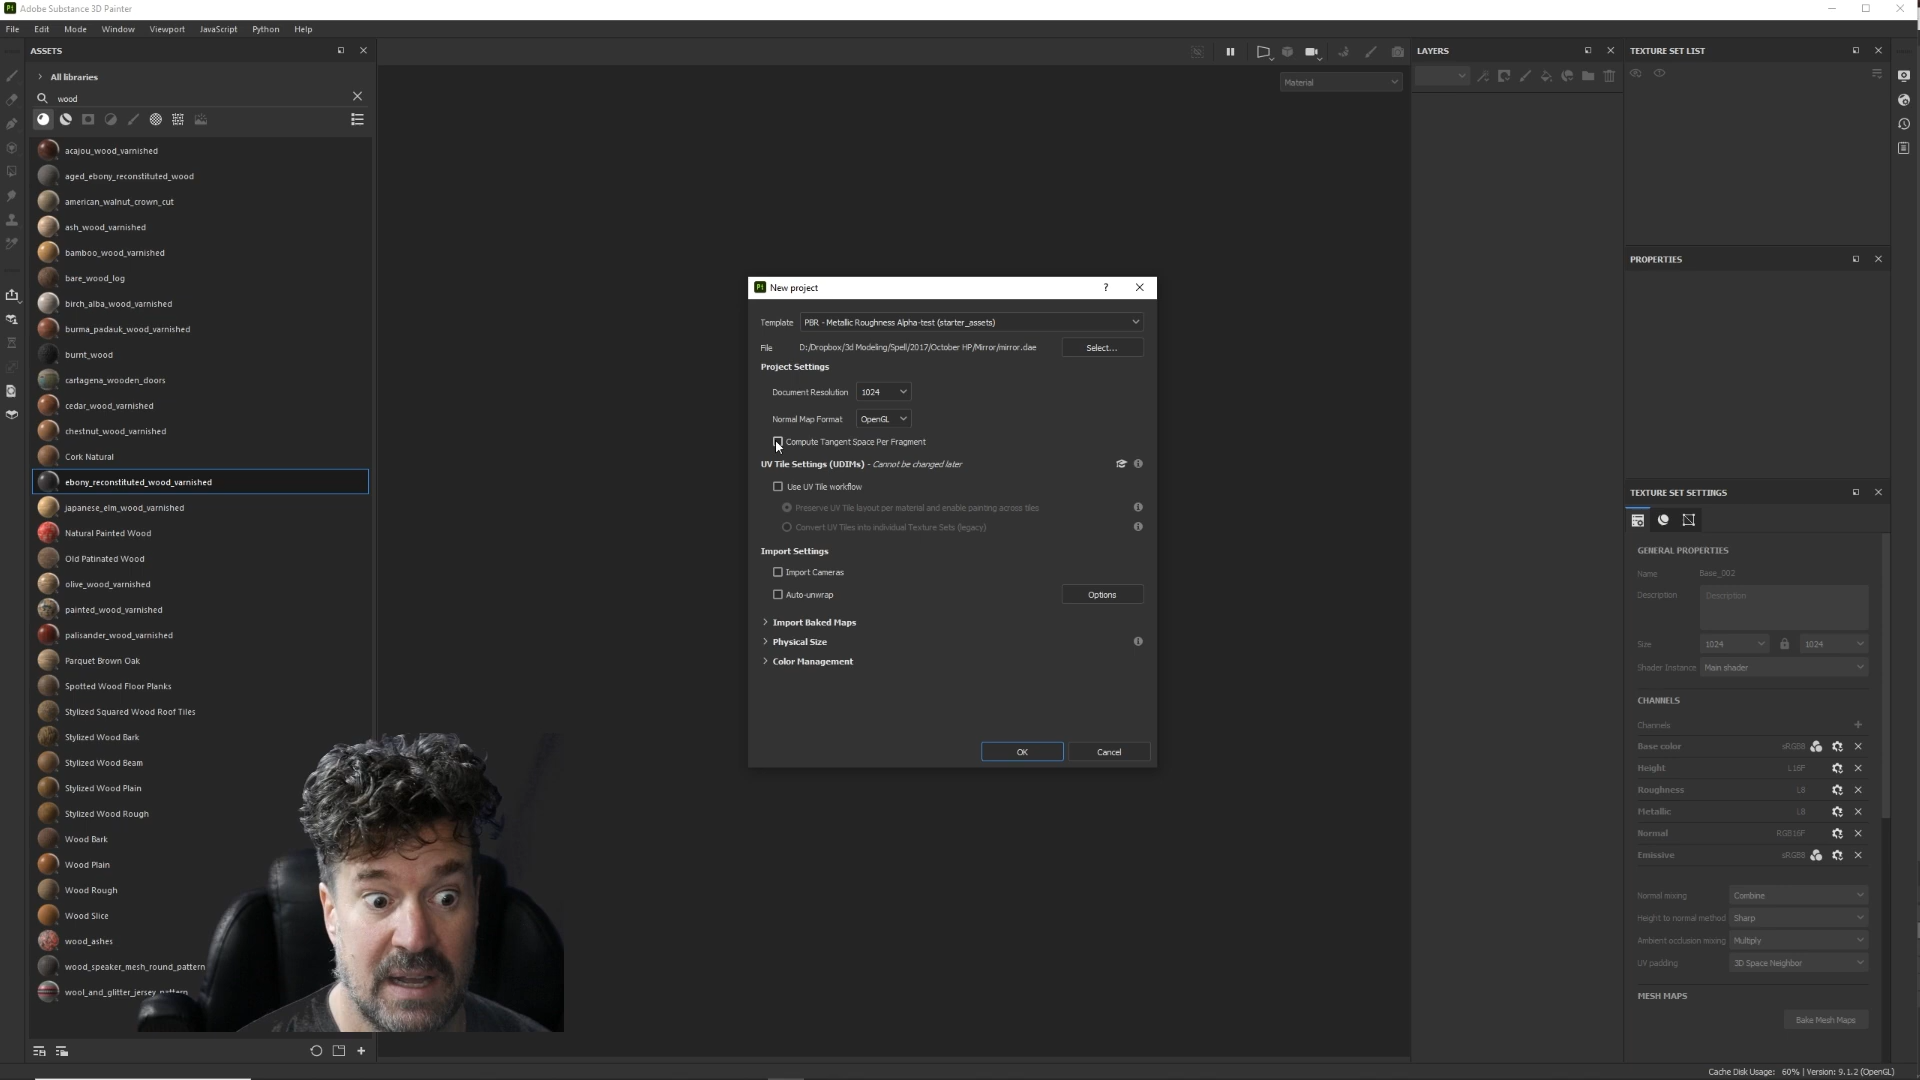 Adobe Substance 3D Painter
File Edit Mode Window Viewport JavaScript Python Help
ASSETS
All libraries
wood
acajou_wood_varnished
aged_ebony_reconstituted_wood
american_walnut_crown_cut
ash_wood_varnished
bamboo_wood_varnished
bare_wood_log
birch_alba_wood_varnished
burma_padauk_wood_varnished
burnt_wood
cartagena_wooden_doors
cedar_wood_varnished
chestnut_wood_varnished
Cork Natural
ebony_reconstituted_wood_varnished
japanese_elm_wood_varnished
Natural Painted Wood
Old Patinated Wood
olive_wood_varnished
painted_wood_varnished
palisander_wood_varnished
Parquet Brown Oak
Spotted Wood Floor Planks
Stylized Squared Wood Roof Tiles
Stylized Wood Bark
Stylized Wood Beam
Stylized Wood Plain
Stylized Wood Rough
Wood Bark
Wood Plain
Wood Rough
Wood Slice
wood_ashes
wood_speaker_mesh_round_pattern
wool_and_glitter_jersey_pattern
Material
New project
Template PBR - Metallic Roughness Alpha-test (starter_assets)
File D:/Dropbox/3d Modeling/Spell/2017/October HP/Mirror/mirror.dae Select...
Project Settings
Document Resolution 1024
Normal Map Format OpenGL
Compute Tangent Space Per Fragment
UV Tile Settings (UDIMs) - Cannot be changed later
Use UV Tile workflow
Preserve UV Tile layout per material and enable painting across tiles
Convert UV Tiles into individual Texture Sets (legacy)
Import Settings
Import Cameras
Auto-unwrap Options
Import Baked Maps
Physical Size
Color Management
OK Cancel
LAYERS
TEXTURE SET LIST
PROPERTIES
TEXTURE SET SETTINGS
GENERAL PROPERTIES
Name Base_002
Description Description
Size 1024 1024
Shader Instance Main shader
CHANNELS
Channels
Base color sRGB8
Height L16F
Roughness L8
Metallic L8
Normal RGB16F
Emissive sRGB8
Normal mixing Combine
Height to normal method Sharp
Ambient occlusion mixing Multiply
UV padding 3D Space Neighbor
MESH MAPS
Bake Mesh Maps
Cache Disk Usage: 60% | Version: 9.1.2 (OpenGL)